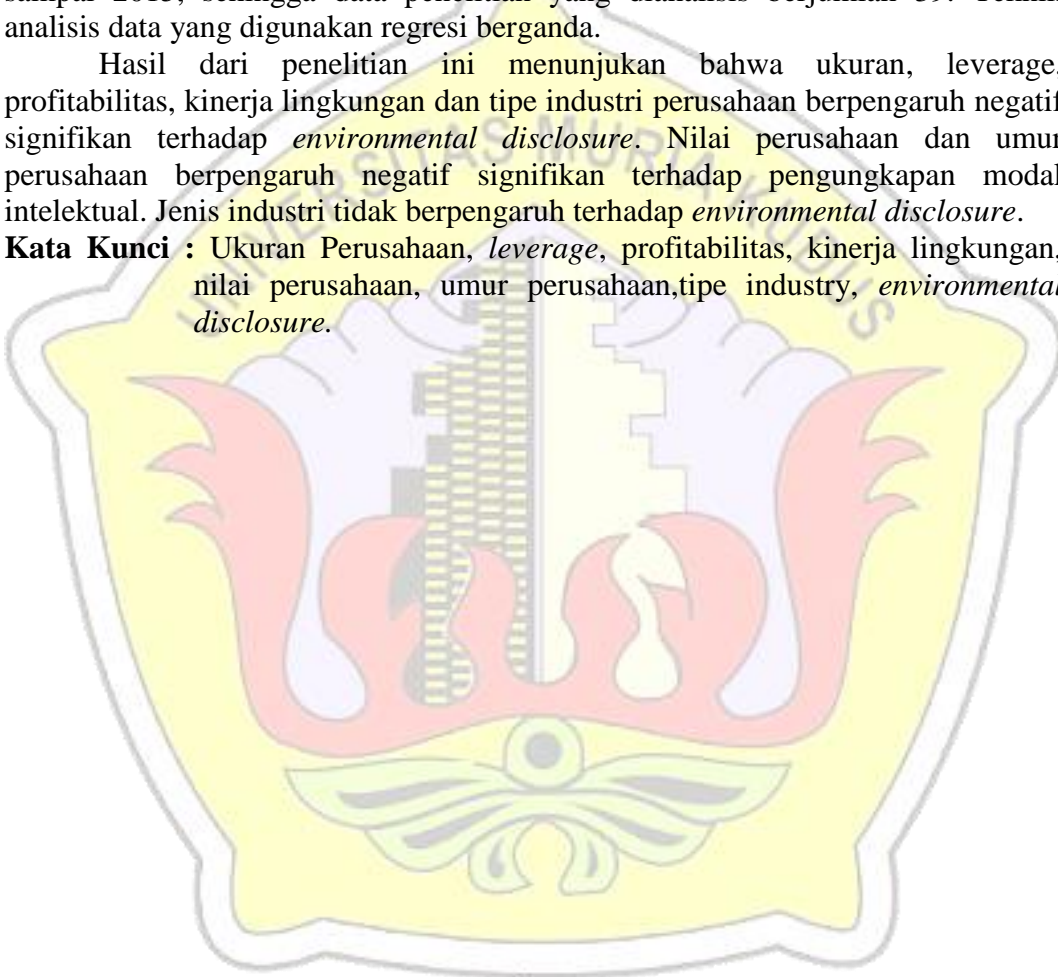 analisis data yang digunakan regresi berganda.
Hasil dari penelitian ini menunjukan bahwa ukuran, leverage,
profitabilitas, kinerja lingkungan dan tipe industri perusahaan berpengaruh negatif
signifikan terhadap environmental disclosure. Nilai perusahaan dan umur
perusahaan berpengaruh negatif signifikan terhadap pengungkapan modal
intelektual. Jenis industri tidak berpengaruh terhadap environmental disclosure.
Kata Kunci : Ukuran Perusahaan, leverage, profitabilitas, kinerja lingkungan,
nilai perusahaan, umur perusahaan,tipe industry, environmental
disclosure.
UNIVERSITAS MURIA KUDUS